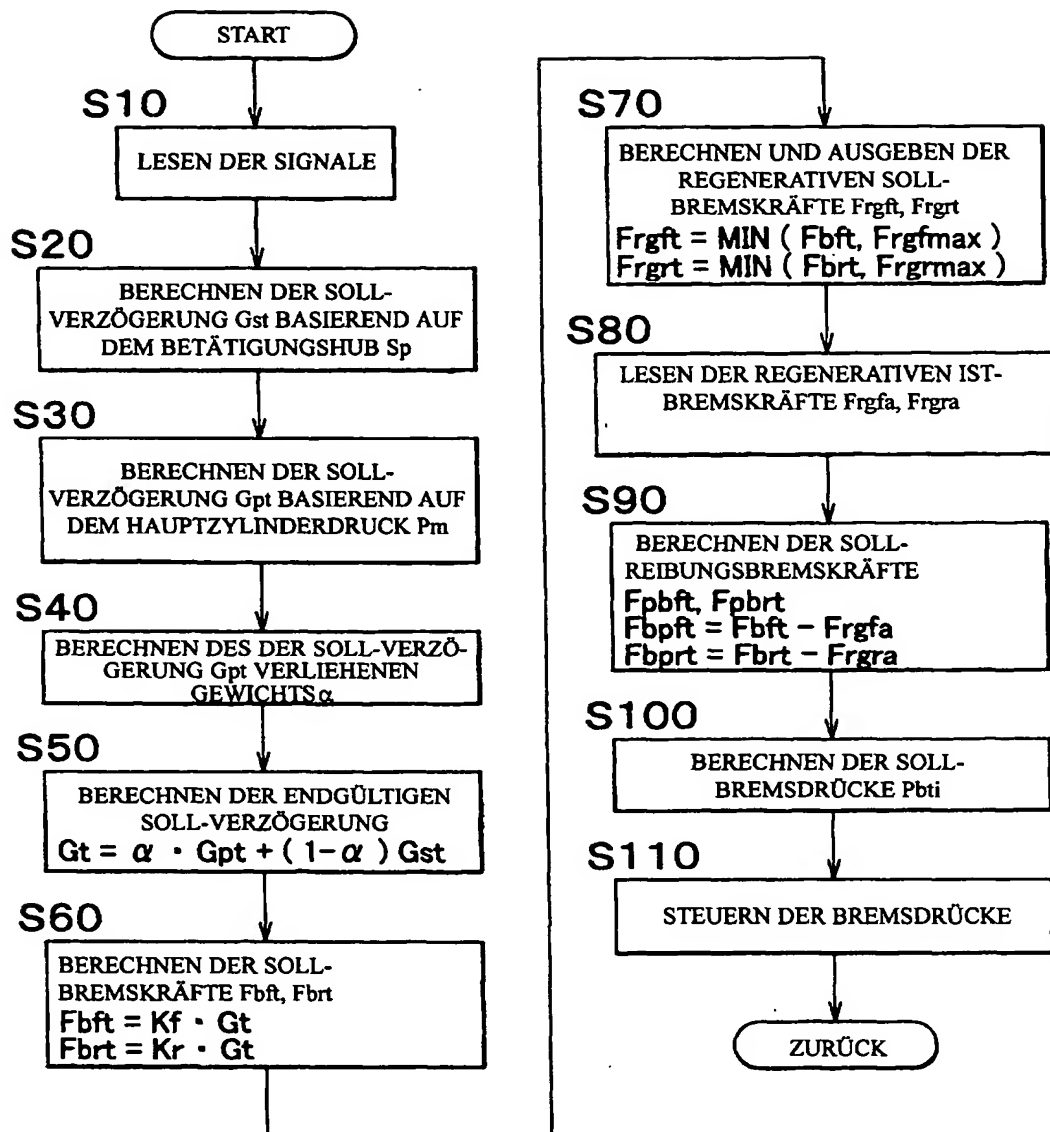 START
S10
LESEN DER SIGNALE
S20
BERECHNEN DER SOLL-
VERZÖGERUNG Gst BASIEREND AUF
DEM BETÄTIGUNGSHUB Sp
S30
BERECHNEN DER SOLL-
VERZÖGERUNG Gpt BASIEREND AUF
DEM HAUPTZYLINDERDRUCK Pm
S40
BERECHNEN DES DER SOLL-VERZÖ-
GERUNG Gpt VERLIEHENEN
GEWICHTS α
S50
BERECHNEN DER ENDGÜLTIGEN
SOLL-VERZÖGERUNG
Gt = α · Gpt + ( 1-α ) Gst
S60
BERECHNEN DER SOLL-
BREMSKRÄFTE Fbft, Fbrt
Fbft = Kf · Gt
Fbrt = Kr · Gt
S70
BERECHNEN UND AUSGEBEN DER
REGENERATIVEN SOLL-
BREMSKRÄFTE Frgft, Frgrt
Frgft = MIN ( Fbft, Frgfmax )
Frgrt = MIN ( Fbrt, Frgrmax )
S80
LESEN DER REGENERATIVEN IST-
BREMSKRÄFTE Frgfa, Frgra
S90
BERECHNEN DER SOLL-
REIBUNGSBREMSKRÄFTE
Fpbft, Fpbrt
Fbpft = Fbft - Frgfa
Fbprt = Fbrt - Frgra
S100
BERECHNEN DER SOLL-
BREMSDRÜCKE Pbti
S110
STEUERN DER BREMSDRÜCKE
ZURÜCK